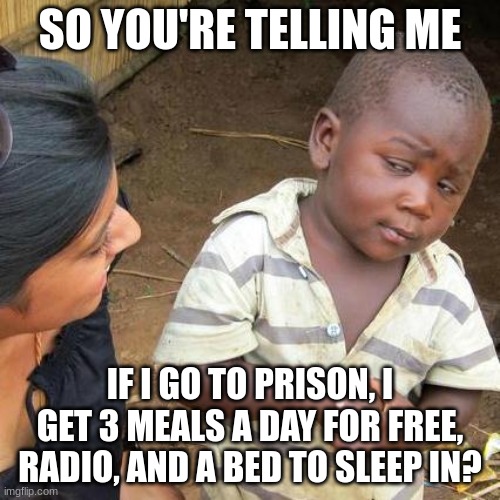 SO YOU'RE TELLING ME
IF I GO TO PRISON, I
GET 3 MEALS A DAY FOR FREE,
RADIO, AND A BED TO SLEEP IN?
imgflip.com